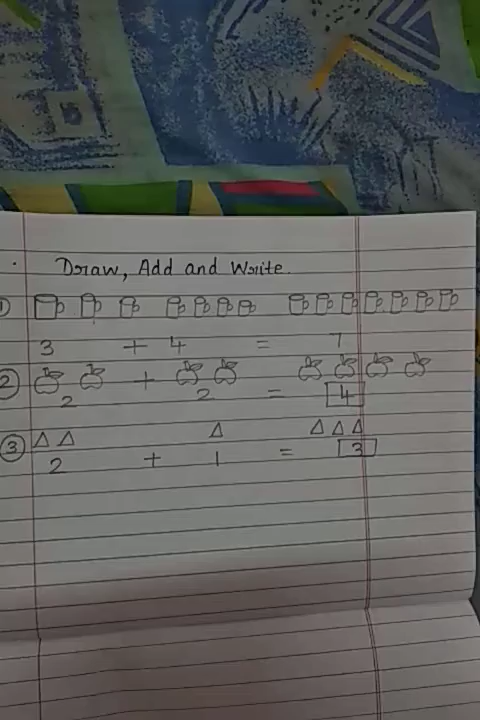 Draw, Add and Write.
①
3 + 4 = 7
② +
2 2 = 4
③
2 + 1 = 3